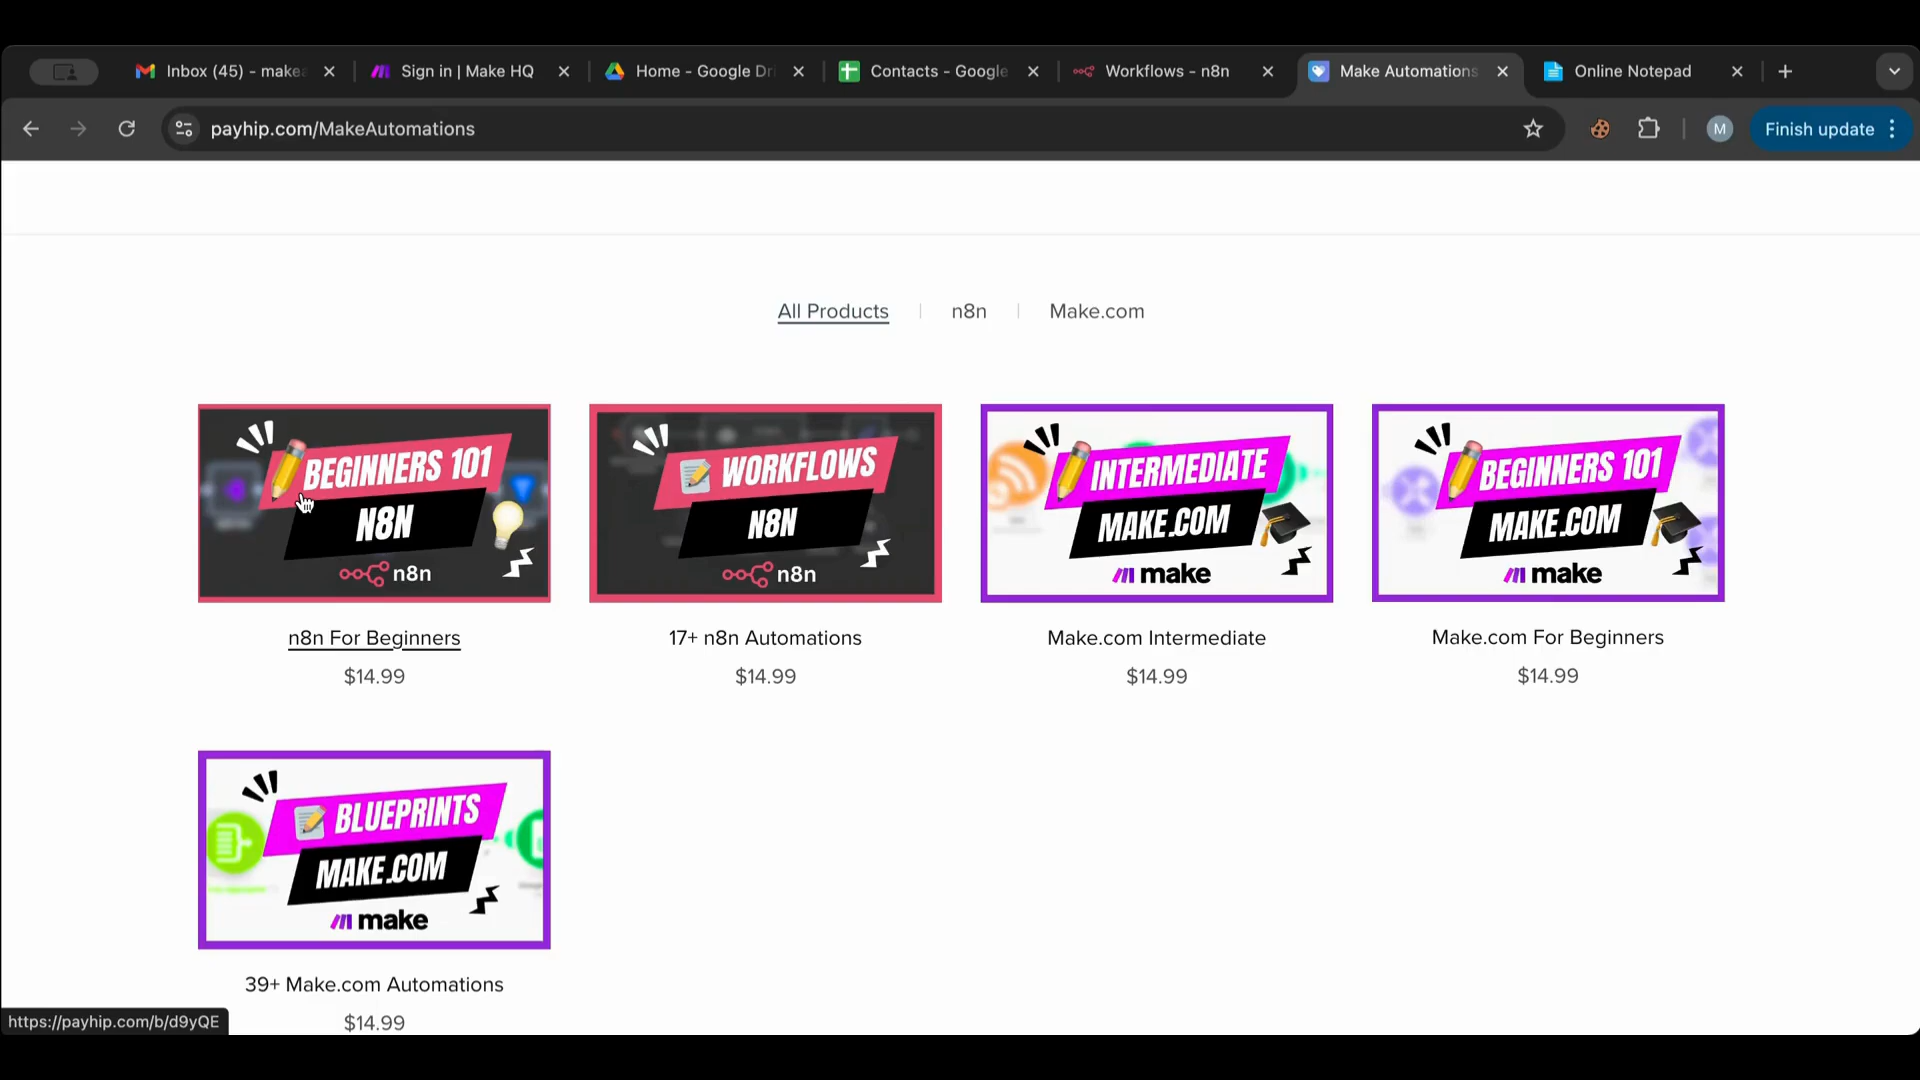 Inbox (45) - makea
Sign in | Make HQ
Home - Google Dri
Contacts - Google
Workflows - n8n
Make Automations
Online Notepad
payhip.com/MakeAutomations
M
Finish update
All Products
n8n
Make.com
BEGINNERS 101
N8N
n8n
n8n For Beginners
$14.99
WORKFLOWS
N8N
n8n
17+ n8n Automations
$14.99
INTERMEDIATE
MAKE.COM
make
Make.com Intermediate
$14.99
BEGINNERS 101
MAKE.COM
make
Make.com For Beginners
$14.99
BLUEPRINTS
MAKE.COM
make
39+ Make.com Automations
$14.99
https://payhip.com/b/d9yQE